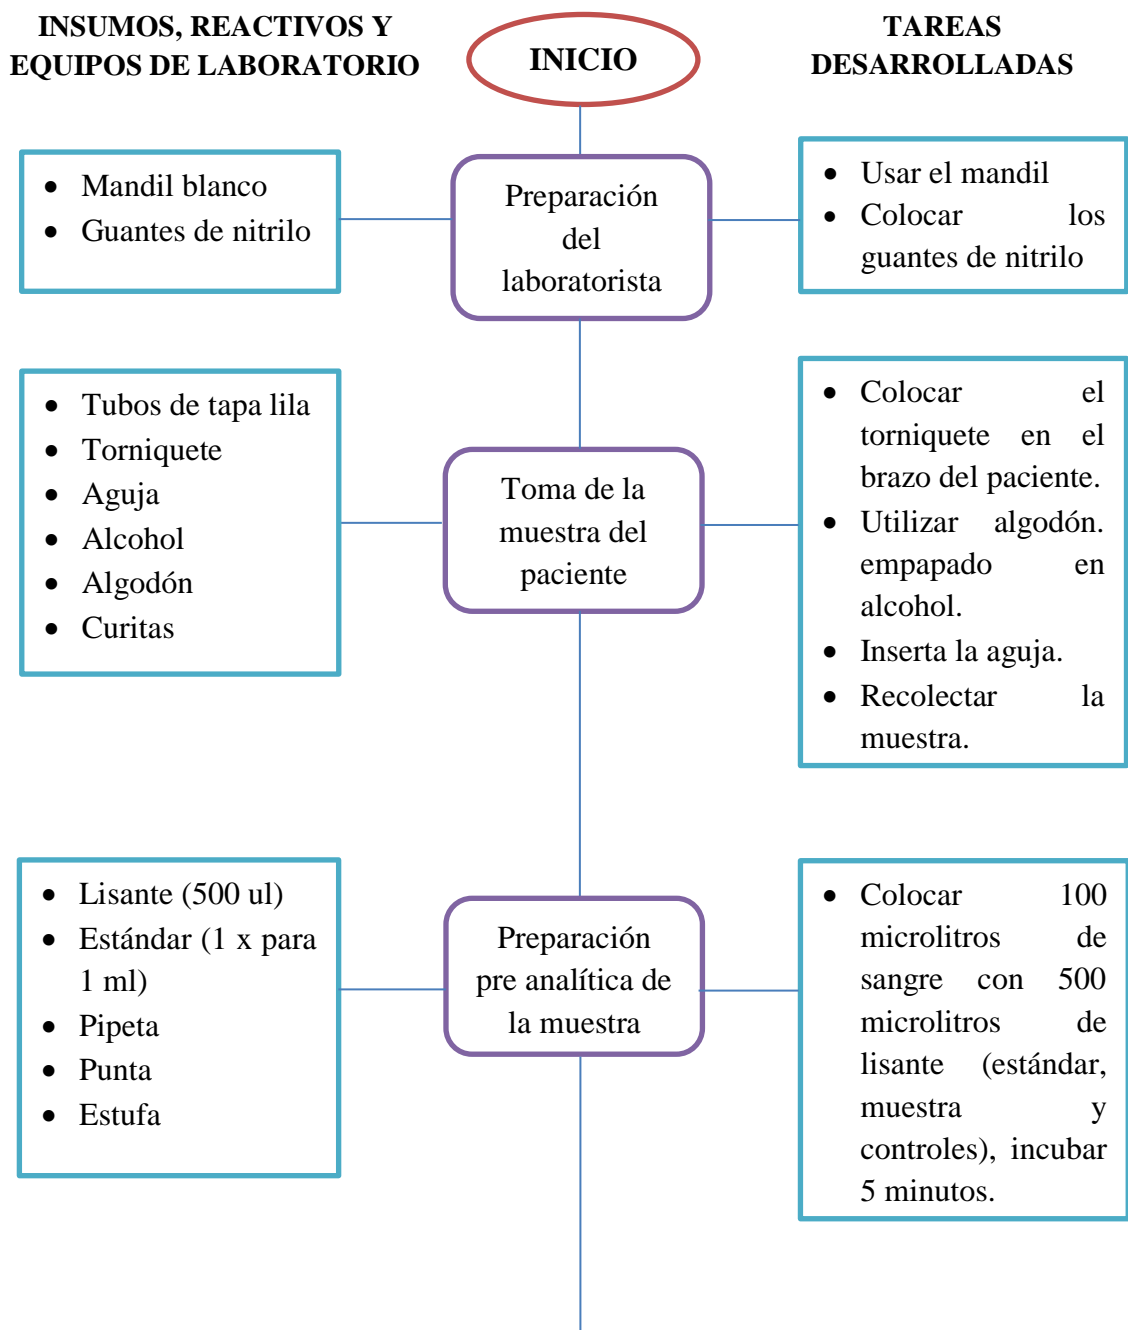 INSUMOS, REACTIVOS Y
EQUIPOS DE LABORATORIO
INICIO
TAREAS
DESARROLLADAS
• Mandil blanco
• Guantes de nitrilo
Preparación
del
laboratorista
• Usar el mandil
• Colocar los
guantes de nitrilo
• Tubos de tapa lila
• Torniquete
• Aguja
• Alcohol
• Algodón
• Curitas
Toma de la
muestra del
paciente
• Colocar el
torniquete en el
brazo del paciente.
• Utilizar algodón.
empapado en
alcohol.
• Inserta la aguja.
• Recolectar la
muestra.
• Lisante (500 ul)
• Estándar (1 x para
1 ml)
• Pipeta
• Punta
• Estufa
Preparación
pre analítica de
la muestra
• Colocar 100
microlitros de
sangre con 500
microlitros de
lisante (estándar,
muestra y
controles), incubar
5 minutos.